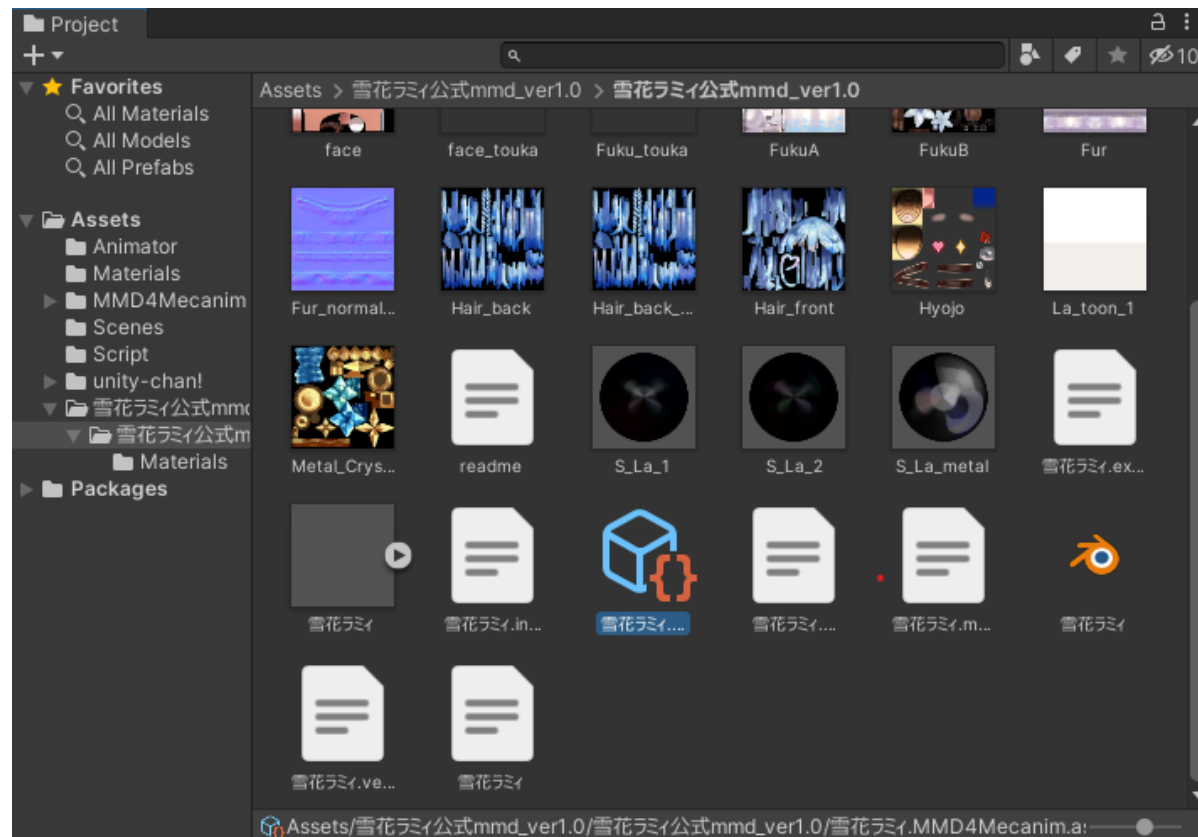 Project
10
Favorites
All Materials
All Models
All Prefabs
Assets
Animator
Materials
MMD4Mecanim
Scenes
Script
unity-chan!
雪花ラミィ公式mmd
雪花ラミィ公式m
Materials
Packages
Assets > 雪花ラミィ公式mmd_ver1.0 > 雪花ラミィ公式mmd_ver1.0
face face_touka Fuku_touka FukuA FukuB Fur
Fur_normal... Hair_back Hair_back_... Hair_front Hyojo La_toon_1
Metal_Crys... readme S_La_1 S_La_2 S_La_metal 雪花ラミィ.ex...
雪花ラミィ 雪花ラミィ.in... 雪花ラミィ.... 雪花ラミィ.... 雪花ラミィ.m... 雪花ラミィ
雪花ラミィ.ve... 雪花ラミィ
Assets/雪花ラミィ公式mmd_ver1.0/雪花ラミィ公式mmd_ver1.0/雪花ラミィ.MMD4Mecanim.a